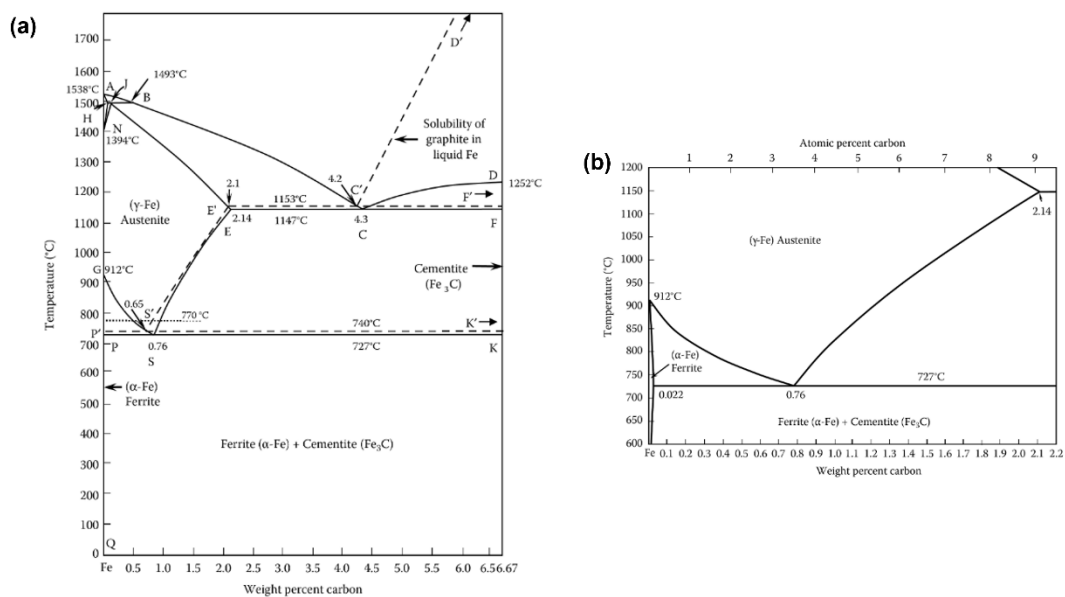 (a)
1700
1600
1500
1400
1300
1200
1100
1000
900
800
700
600
500
400
300
200
100
0
Temperature (°C)
1538°C
A
J
1493°C
B
H
N
1394°C
D′
Solubility of
graphite in
liquid Fe
D
1252°C
4.2
C′
F′
2.1
1153°C
E′
2.14
1147°C
4.3
E
C
F
(γ-Fe)
Austenite
Cementite
(Fe₃C)
G
912°C
0.65
S′
770 °C
K′
P′
740°C
P
0.76
727°C
K
S
(α-Fe)
Ferrite
Ferrite (α-Fe) + Cementite (Fe₃C)
Q
Fe 0.5 1.0 1.5 2.0 2.5 3.0 3.5 4.0 4.5 5.0 5.5 6.0 6.5 6.67
Weight percent carbon
(b)
Atomic percent carbon
1 2 3 4 5 6 7 8 9
1200
1150
1100
1050
1000
950
900
850
800
750
700
650
600
Temperature (°C)
2.14
(γ-Fe) Austenite
912°C
(α-Fe)
Ferrite
727°C
0.022
0.76
Ferrite (α-Fe) + Cementite (Fe₃C)
Fe 0.1 0.2 0.3 0.4 0.5 0.6 0.7 0.8 0.9 1.0 1.1 1.2 1.3 1.4 1.5 1.6 1.7 1.8 1.9 2.0 2.1 2.2
Weight percent carbon